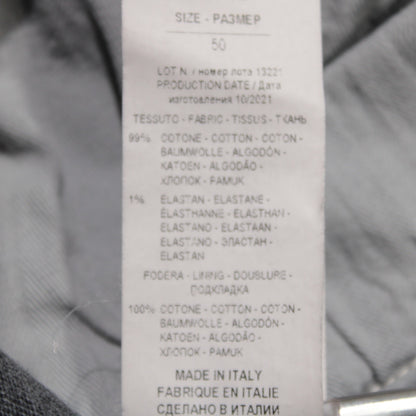 SIZE - РАЗМЕР
50
LOT N. / номер лота 13221
PRODUCTION DATE / Дата
изготовления 10/2021
TESSUTO - FABRIC - TISSUS - ТКАНЬ
99% COTONE - COTTON - COTON -
BAUMWOLLE - ALGODÓN -
KATOEN - ALGODÃO -
ХЛОПОК - PAMUK
1% ELASTAN - ELASTANE -
ÉLASTHANNE - ELASTHAN -
ELASTANO - ELASTAAN -
ELASTANO - ЭЛАСТАН -
ELASTAN
FODERA - LINING - DOUBLURE -
ПОДКЛАДКА
100% COTONE - COTTON - COTON -
BAUMWOLLE - ALGODÓN -
KATOEN - ALGODÃO -
ХЛОПОК - PAMUK
MADE IN ITALY
FABRIQUE EN ITALIE
СДЕЛАНО В ИТАЛИИ